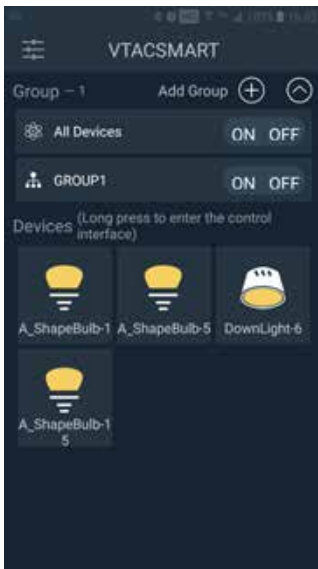 VTACSMART
Group - 1 Add Group
All Devices ON OFF
GROUP1 ON OFF
Devices (Long press to enter the control
interface)
A_ShapeBulb-1 A_ShapeBulb-5 DownLight-6
A_ShapeBulb-1
5